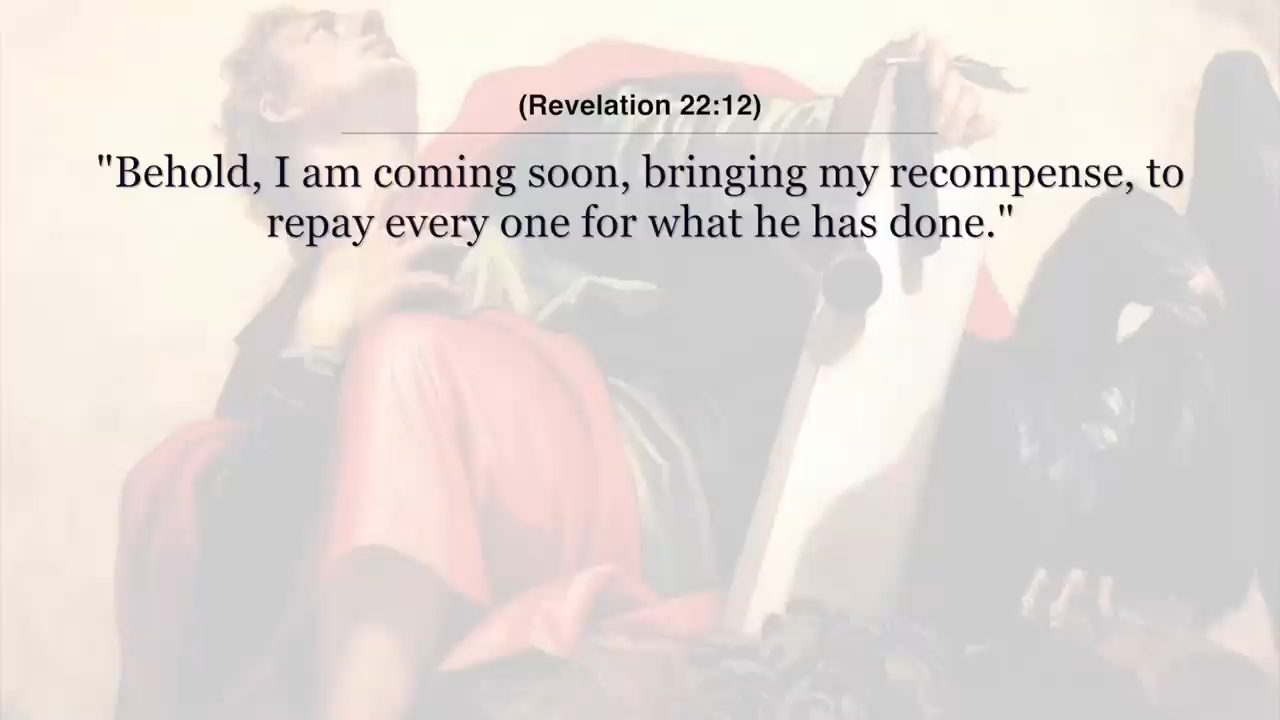 (Revelation 22:12)
"Behold, I am coming soon, bringing my recompense, to
repay every one for what he has done."